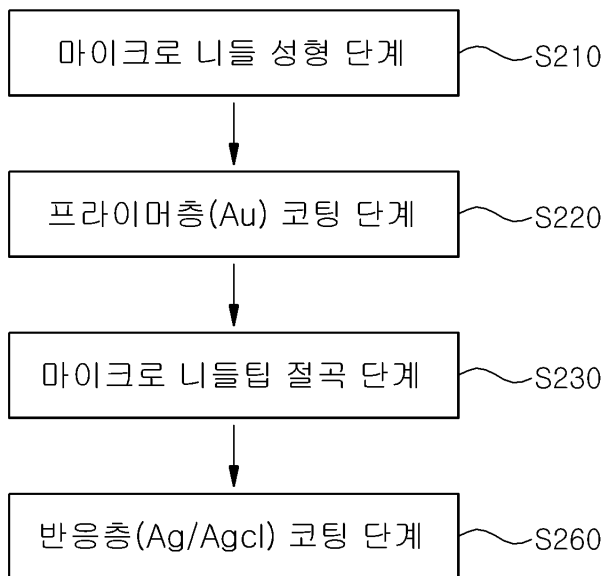 마이크로 니들 성형 단계 S210
프라이머층(Au) 코팅 단계 S220
마이크로 니들팁 절곡 단계 S230
반응층(Ag/Agcl) 코팅 단계 S260